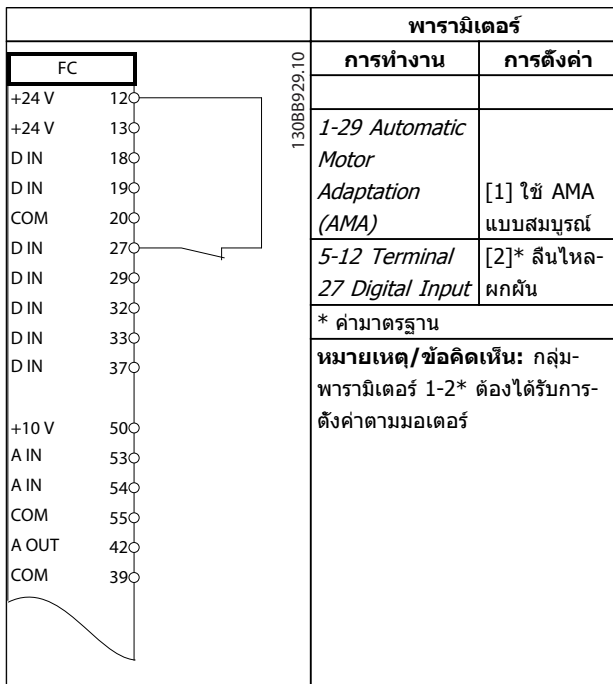 FC
+24 V 12
+24 V 13
D IN 18
D IN 19
COM 20
D IN 27
D IN 29
D IN 32
D IN 33
D IN 37
+10 V 50
A IN 53
A IN 54
COM 55
A OUT 42
COM 39
130BB929.10
พารามิเตอร์
การทำงาน การตั้งค่า
1-29 Automatic
Motor
Adaptation
(AMA)
[1] ใช้ AMA
แบบสมบูรณ์
5-12 Terminal
27 Digital Input
[2]* ลื่นไหล-
ผกผัน
* ค่ามาตรฐาน
หมายเหตุ/ข้อคิดเห็น: กลุ่ม-
พารามิเตอร์ 1-2* ต้องได้รับการ-
ตั้งค่าตามมอเตอร์